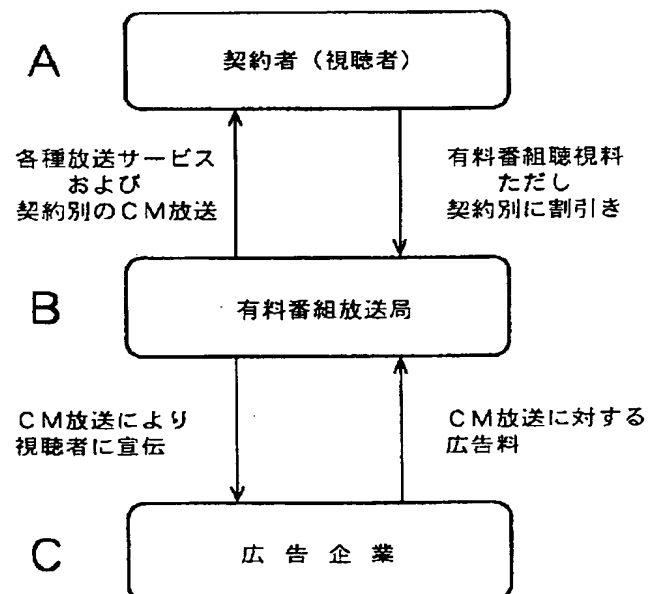 A
契約者（視聴者）
各種放送サービス
および
契約別のCM放送
有料番組聴視料
ただし
契約別に割引き
B
有料番組放送局
CM放送により
視聴者に宣伝
CM放送に対する
広告料
C
広告企業